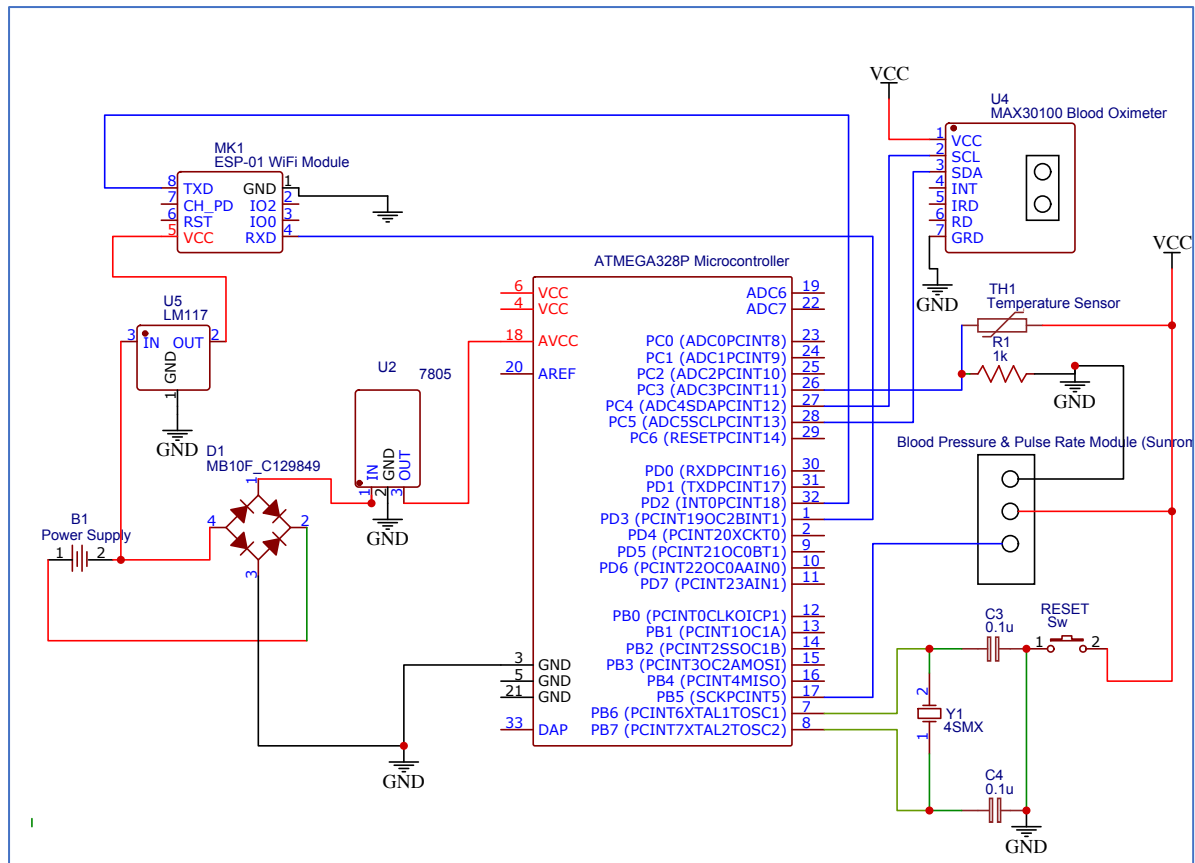 VCC
U4
MAX30100 Blood Oximeter
1 VCC
2 SCL
3 SDA
4 INT
5 IRD
6 RD
7 GRD
GND
MK1
ESP-01 WiFi Module
8 TXD GND 1
7 CH_PD IO2 2
6 RST IO0 3
5 VCC RXD 4
U5
LM117
3 IN OUT 2
GND
1
GND
ATMEGA328P Microcontroller
6 VCC
4 VCC
18 AVCC
20 AREF
3 GND
5 GND
21 GND
33 DAP
ADC6 19
ADC7 22
PC0 (ADC0PCINT8) 23
PC1 (ADC1PCINT9) 24
PC2 (ADC2PCINT10) 25
PC3 (ADC3PCINT11) 26
PC4 (ADC4SDAPCINT12) 27
PC5 (ADC5SCLPCINT13) 28
PC6 (RESETPCINT14) 29
PD0 (RXDPCINT16) 30
PD1 (TXDPCINT17) 31
PD2 (INT0PCINT18) 32
PD3 (PCINT19OC2BINT1) 1
PD4 (PCINT20XCKT0) 2
PD5 (PCINT21OC0BT1) 9
PD6 (PCINT22OC0AAIN0) 10
PD7 (PCINT23AIN1) 11
PB0 (PCINT0CLKOICP1) 12
PB1 (PCINT1OC1A) 13
PB2 (PCINT2SSOC1B) 14
PB3 (PCINT3OC2AMOSI) 15
PB4 (PCINT4MISO) 16
PB5 (SCKPCINT5) 17
PB6 (PCINT6XTAL1TOSC1) 7
PB7 (PCINT7XTAL2TOSC2) 8
U2
7805
IN
GND
OUT
1 2 3
GND
D1
MB10F_C129849
1
4 2
3
B1
Power Supply
1 2
GND
VCC
TH1
Temperature Sensor
R1
1k
GND
Blood Pressure & Pulse Rate Module (Sunrom
C3
0.1u
RESET
Sw
1 2
2
Y1
4SMX
1
C4
0.1u
GND